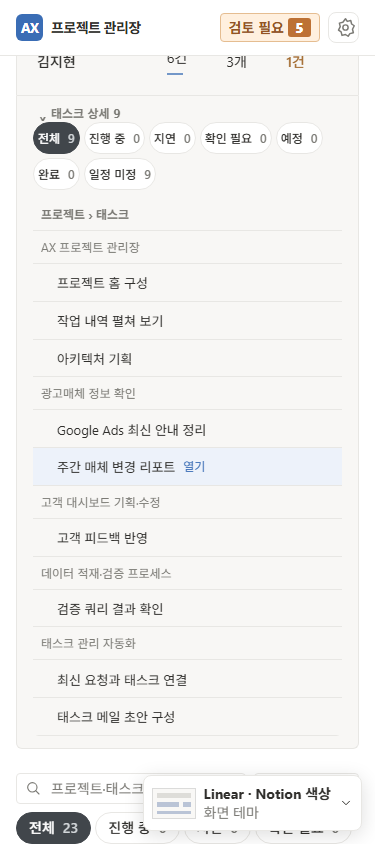 AX 프로젝트 관리장
검토 필요 5
김지현 6건 3개 1건
태스크 상세 9
전체 9 진행 중 0 지연 0 확인 필요 0 예정 0
완료 0 일정 미정 9
프로젝트 › 태스크
AX 프로젝트 관리장
프로젝트 홈 구성
작업 내역 펼쳐 보기
아키텍처 기획
광고매체 정보 확인
Google Ads 최신 안내 정리
주간 매체 변경 리포트 열기
고객 대시보드 기획·수정
고객 피드백 반영
데이터 적재·검증 프로세스
검증 쿼리 결과 확인
태스크 관리 자동화
최신 요청과 태스크 연결
태스크 메일 초안 구성
프로젝트·태스크
Linear · Notion 색상
화면 테마
전체 23 진행 중